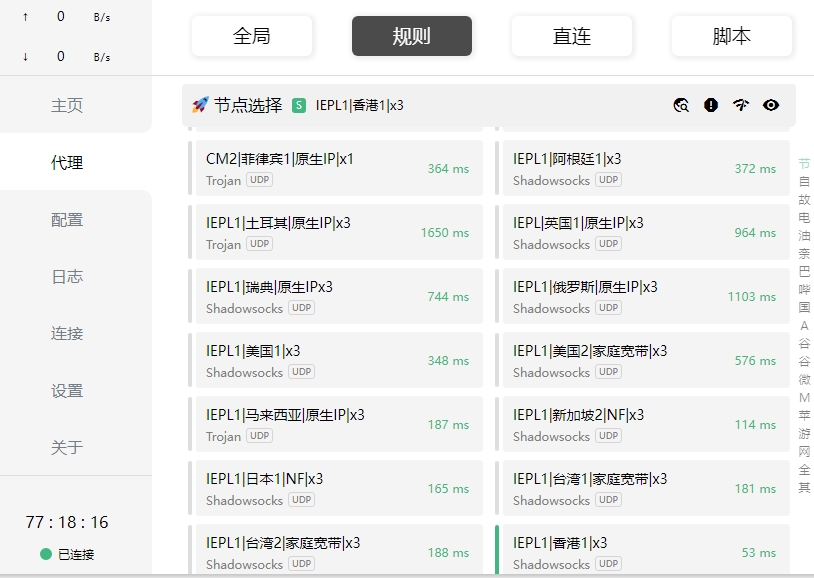 ↑ 0 B/s
↓ 0 B/s
全局
规则
直连
脚本
主页
代理
配置
日志
连接
设置
关于
77 : 18 : 16
已连接
🚀 节点选择 S IEPL1|香港1|x3
CM2|菲律宾1|原生IP|x1
Trojan UDP
364 ms
IEPL1|阿根廷1|x3
Shadowsocks UDP
372 ms
IEPL1|土耳其|原生IP|x3
Trojan UDP
1650 ms
IEPL|英国1|原生IP|x3
Shadowsocks UDP
964 ms
IEPL1|瑞典|原生IPx3
Shadowsocks UDP
744 ms
IEPL1|俄罗斯|原生IP|x3
Shadowsocks UDP
1103 ms
IEPL1|美国1|x3
Shadowsocks UDP
348 ms
IEPL1|美国2|家庭宽带|x3
Shadowsocks UDP
576 ms
IEPL1|马来西亚|原生IP|x3
Trojan UDP
187 ms
IEPL1|新加坡2|NF|x3
Shadowsocks UDP
114 ms
IEPL1|日本1|NF|x3
Shadowsocks UDP
165 ms
IEPL1|台湾1|家庭宽带|x3
Shadowsocks UDP
181 ms
IEPL1|台湾2|家庭宽带|x3
Shadowsocks UDP
188 ms
IEPL1|香港1|x3
Shadowsocks UDP
53 ms
节
自
故
电
油
奈
巴
哔
国
A
谷
谷
微
M
苹
游
网
全
其